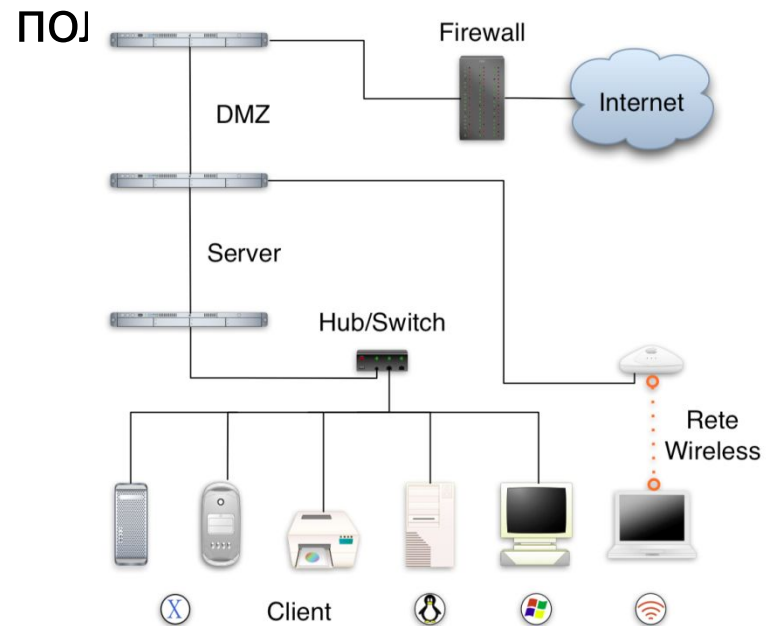 Firewall
Internet
DMZ
Server
Hub/Switch
Rete
Wireless
X
Client